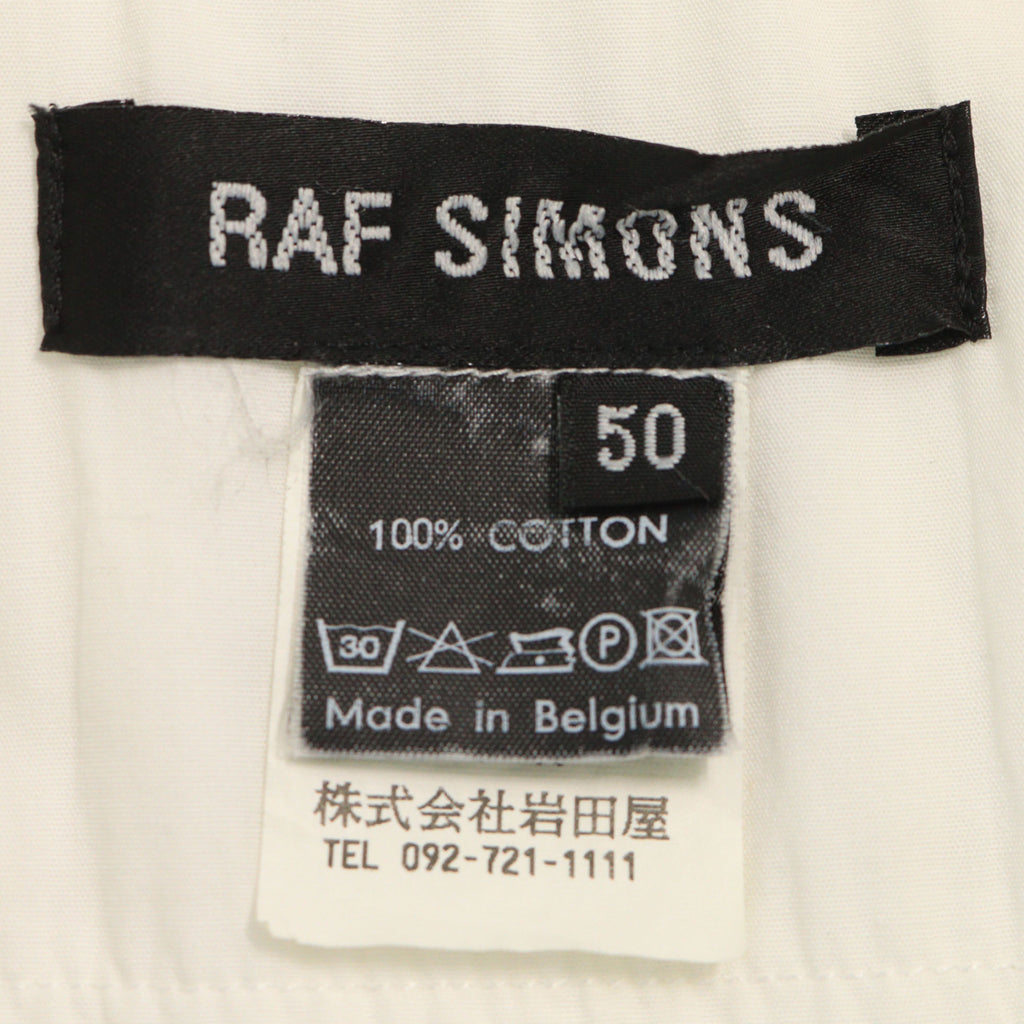 RAF SIMONS
50
100% COTTON
30 P
Made in Belgium
株式会社岩田屋
TEL 092-721-1111